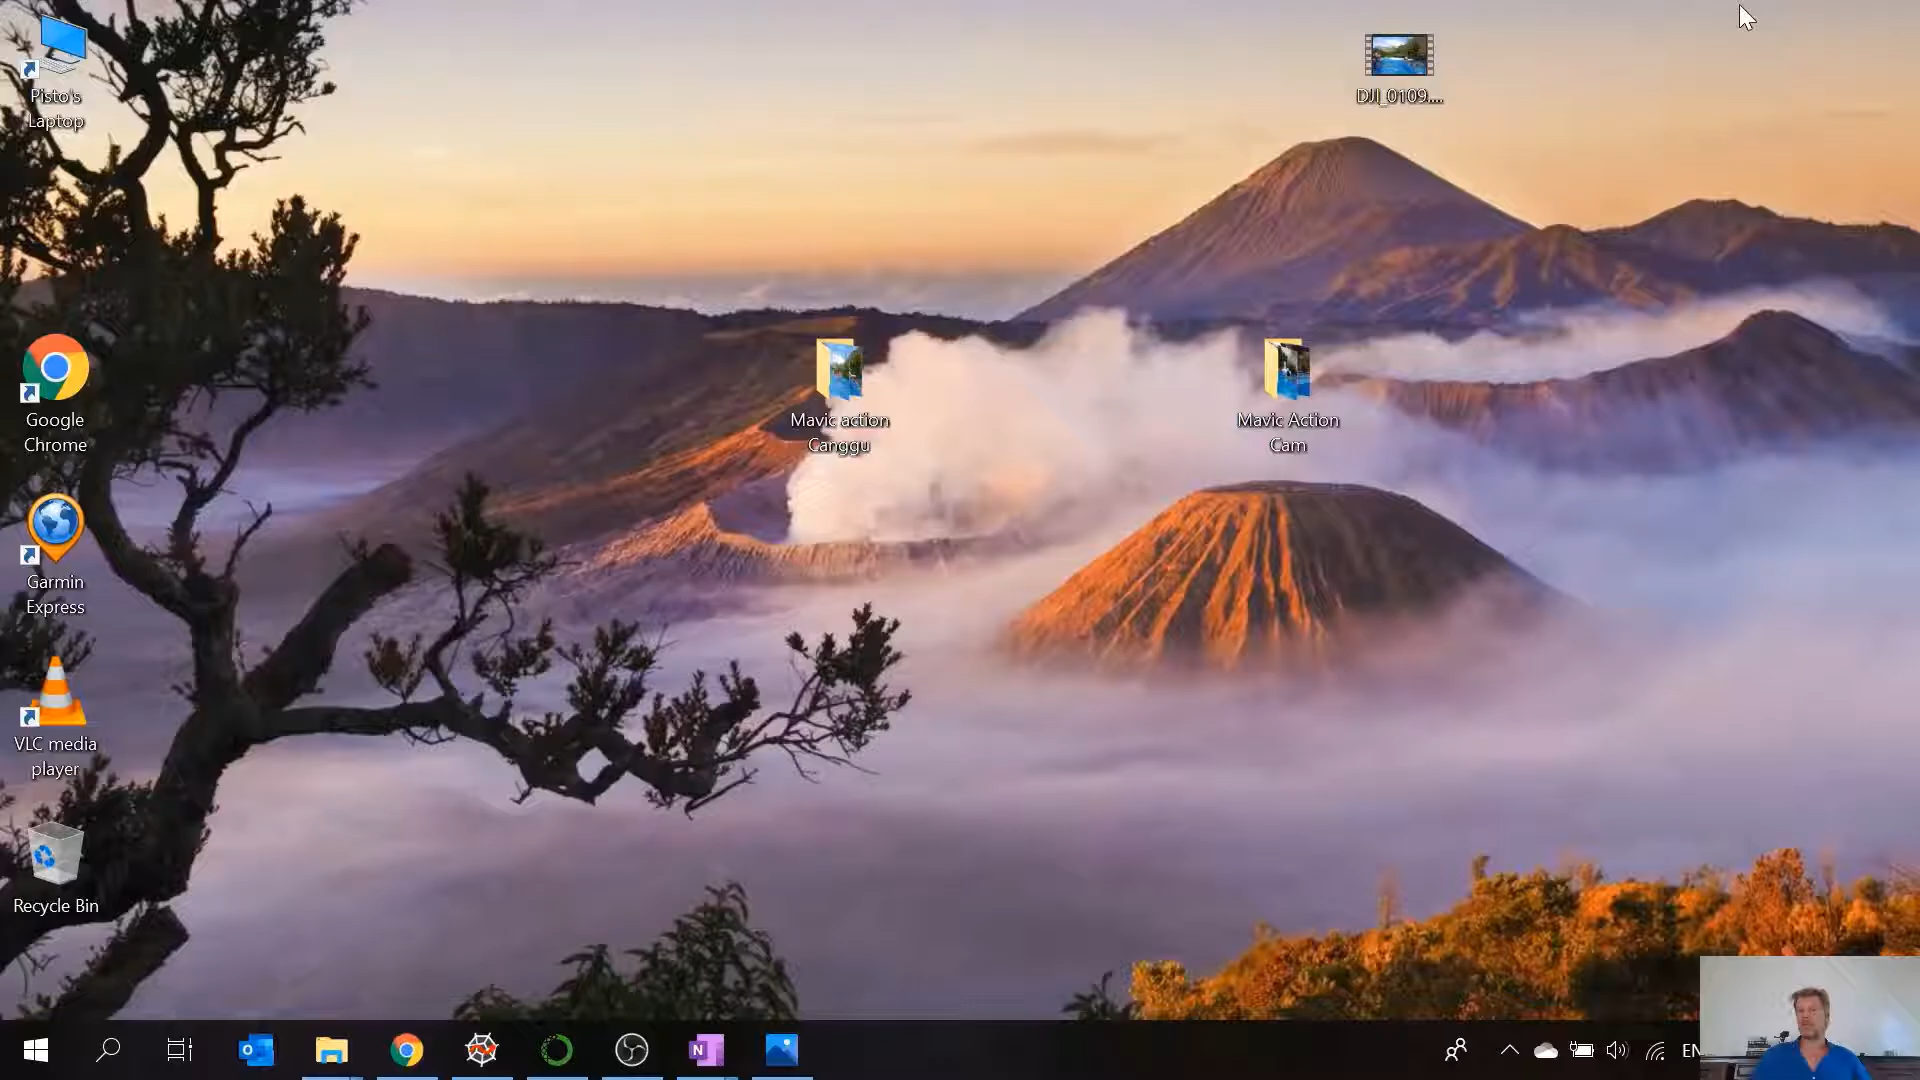 Pisto's
Laptop
DJI_0109....
Google
Chrome
Mavic action
Canggu
Mavic Action
Cam
Garmin
Express
VLC media
player
Recycle Bin
EN